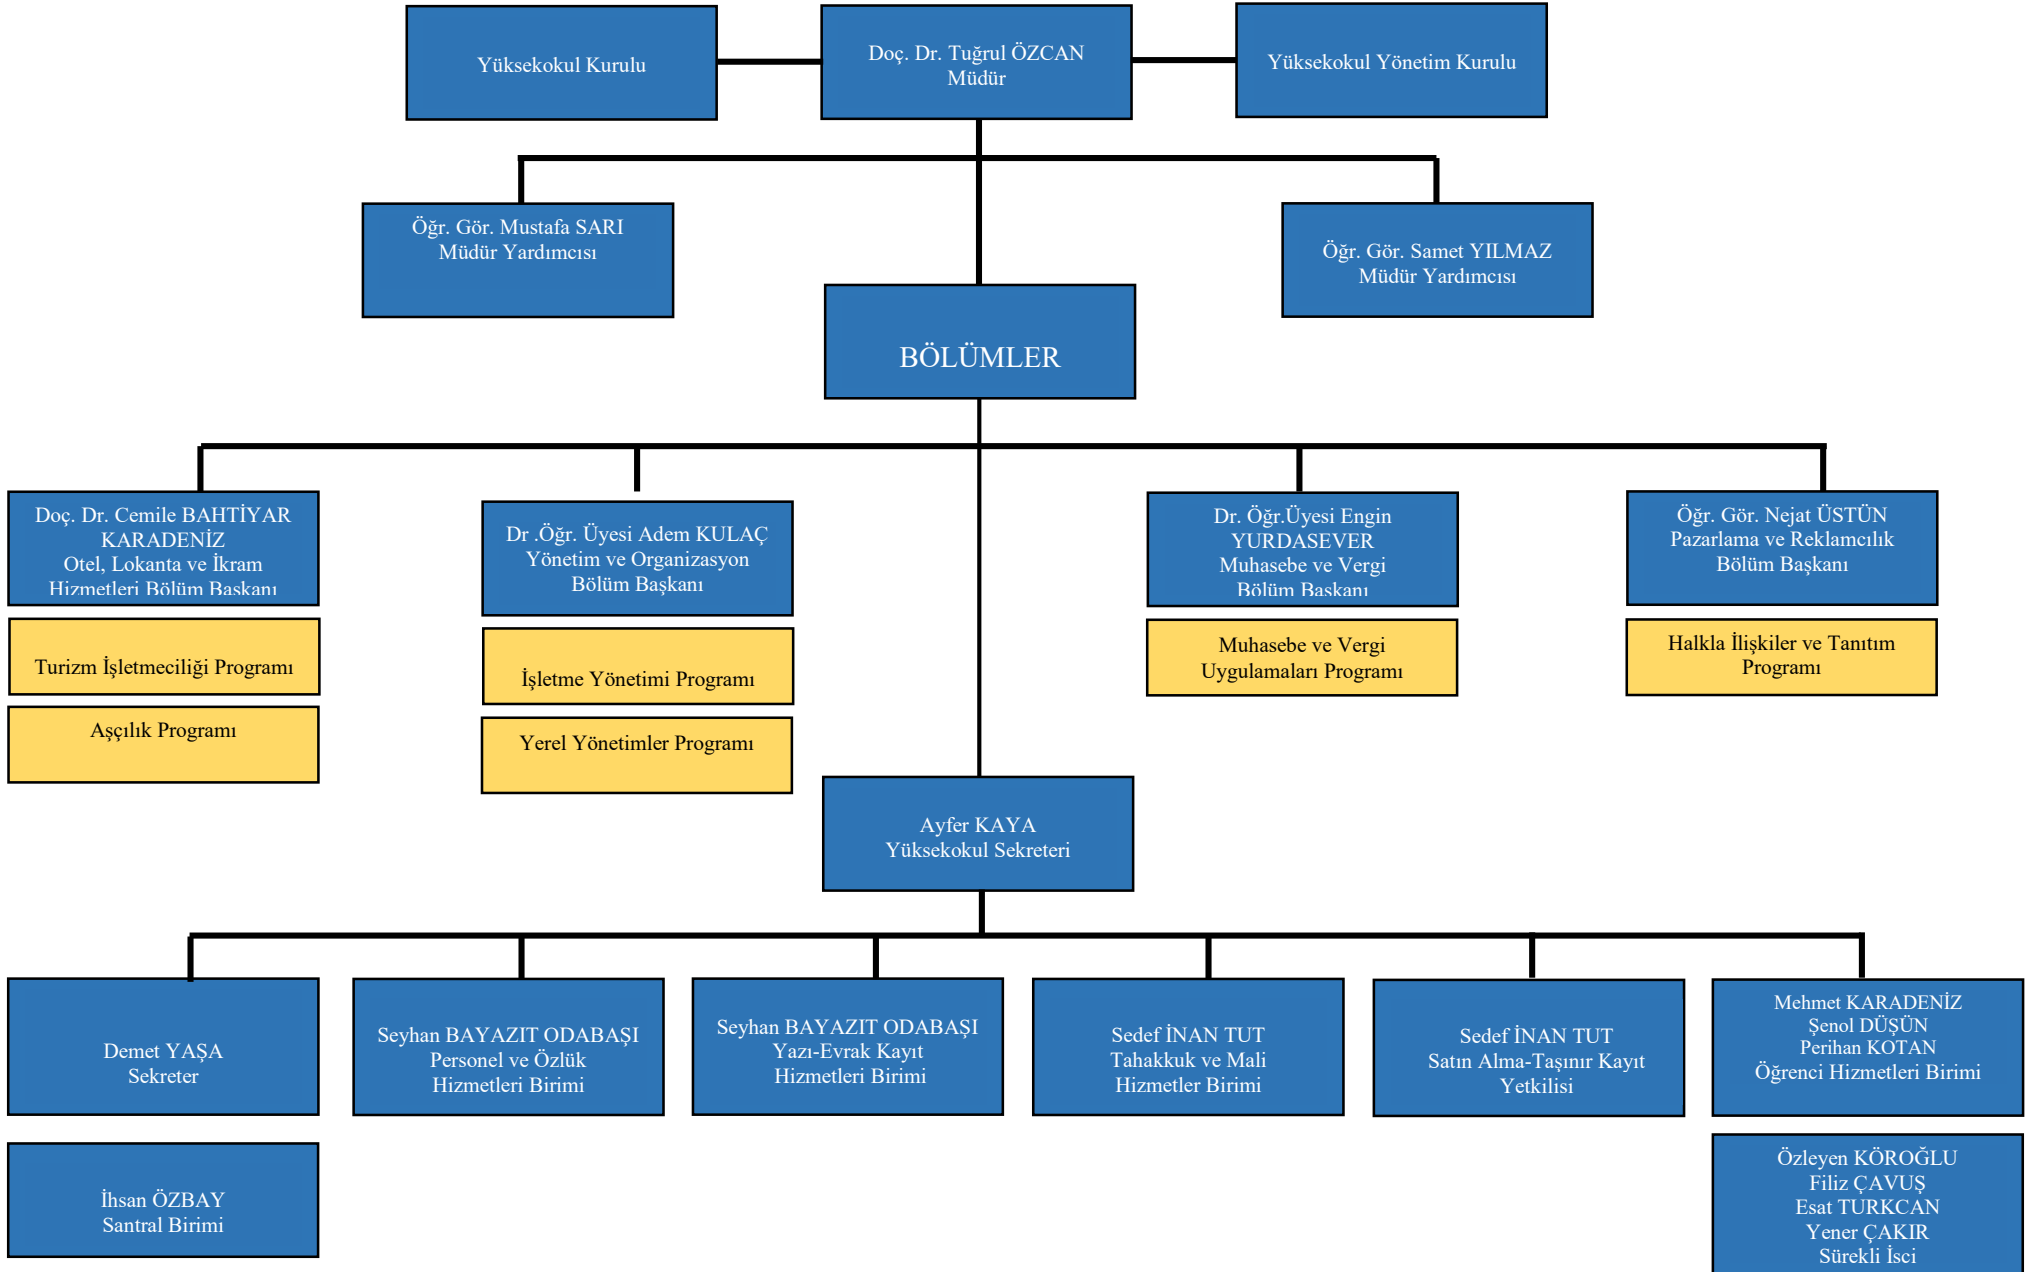 Yüksekokul Kurulu
Doç. Dr. Tuğrul ÖZCAN
Müdür
Yüksekokul Yönetim Kurulu
Öğr. Gör. Mustafa SARI
Müdür Yardımcısı
Öğr. Gör. Samet YILMAZ
Müdür Yardımcısı
BÖLÜMLER
Doç. Dr. Cemile BAHTİYAR
KARADENİZ
Otel, Lokanta ve İkram
Hizmetleri Bölüm Başkanı
Dr .Öğr. Üyesi Adem KULAÇ
Yönetim ve Organizasyon
Bölüm Başkanı
Dr. Öğr.Üyesi Engin
YURDASEVER
Muhasebe ve Vergi
Bölüm Başkanı
Öğr. Gör. Nejat ÜSTÜN
Pazarlama ve Reklamcılık
Bölüm Başkanı
Turizm İşletmeciliği Programı
İşletme Yönetimi Programı
Muhasebe ve Vergi
Uygulamaları Programı
Halkla İlişkiler ve Tanıtım
Programı
Aşçılık Programı
Yerel Yönetimler Programı
Ayfer KAYA
Yüksekokul Sekreteri
Demet YAŞA
Sekreter
Seyhan BAYAZIT ODABAŞI
Personel ve Özlük
Hizmetleri Birimi
Seyhan BAYAZIT ODABAŞI
Yazı-Evrak Kayıt
Hizmetleri Birimi
Sedef İNAN TUT
Tahakkuk ve Mali
Hizmetler Birimi
Sedef İNAN TUT
Satın Alma-Taşınır Kayıt
Yetkilisi
Mehmet KARADENİZ
Şenol DÜŞÜN
Perihan KOTAN
Öğrenci Hizmetleri Birimi
İhsan ÖZBAY
Santral Birimi
Özleyen KÖROĞLU
Filiz ÇAVUŞ
Esat TURKCAN
Yener ÇAKIR
Sürekli İşci